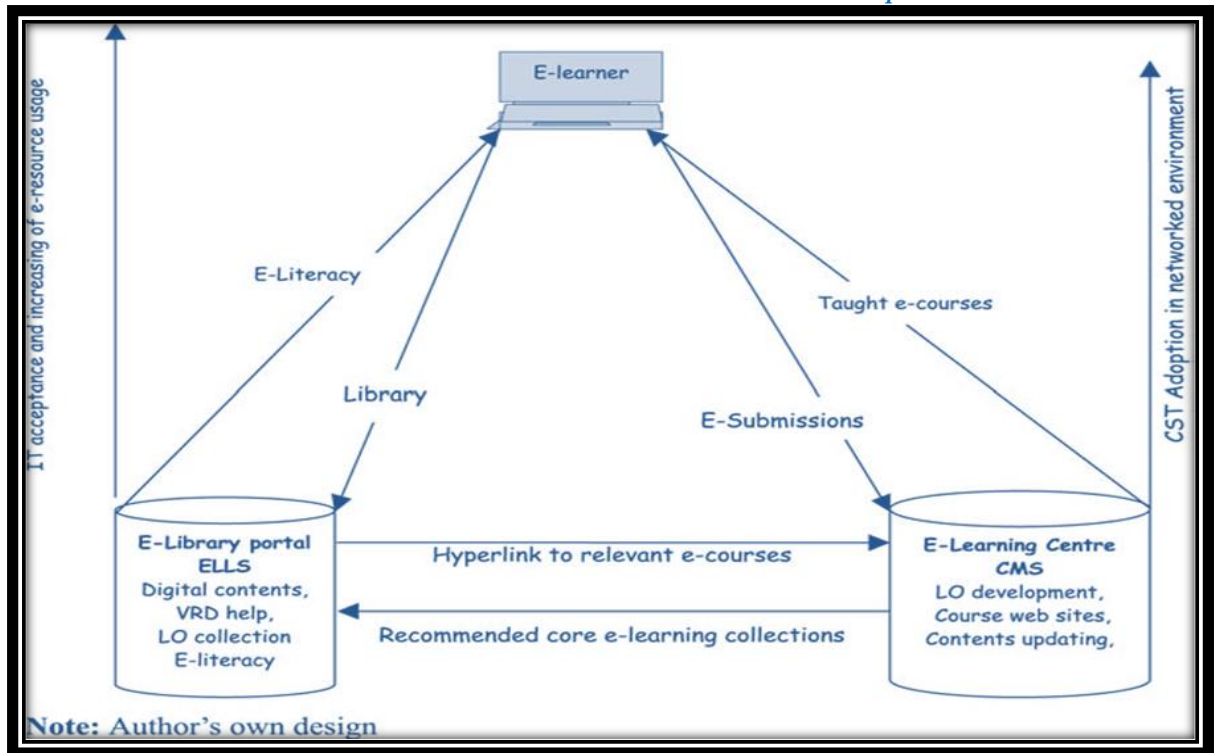 IT acceptance and increasing of e-resource usage
E-learner
CST Adoption in networked environment
E-Literacy
Taught e-courses
Library
E-Submissions
E-Library portal
ELLS
Digital contents,
VRD help,
LO collection
E-literacy
Hyperlink to relevant e-courses
Recommended core e-learning collections
E-Learning Centre
CMS
LO development,
Course web sites,
Contents updating,
Note: Author's own design